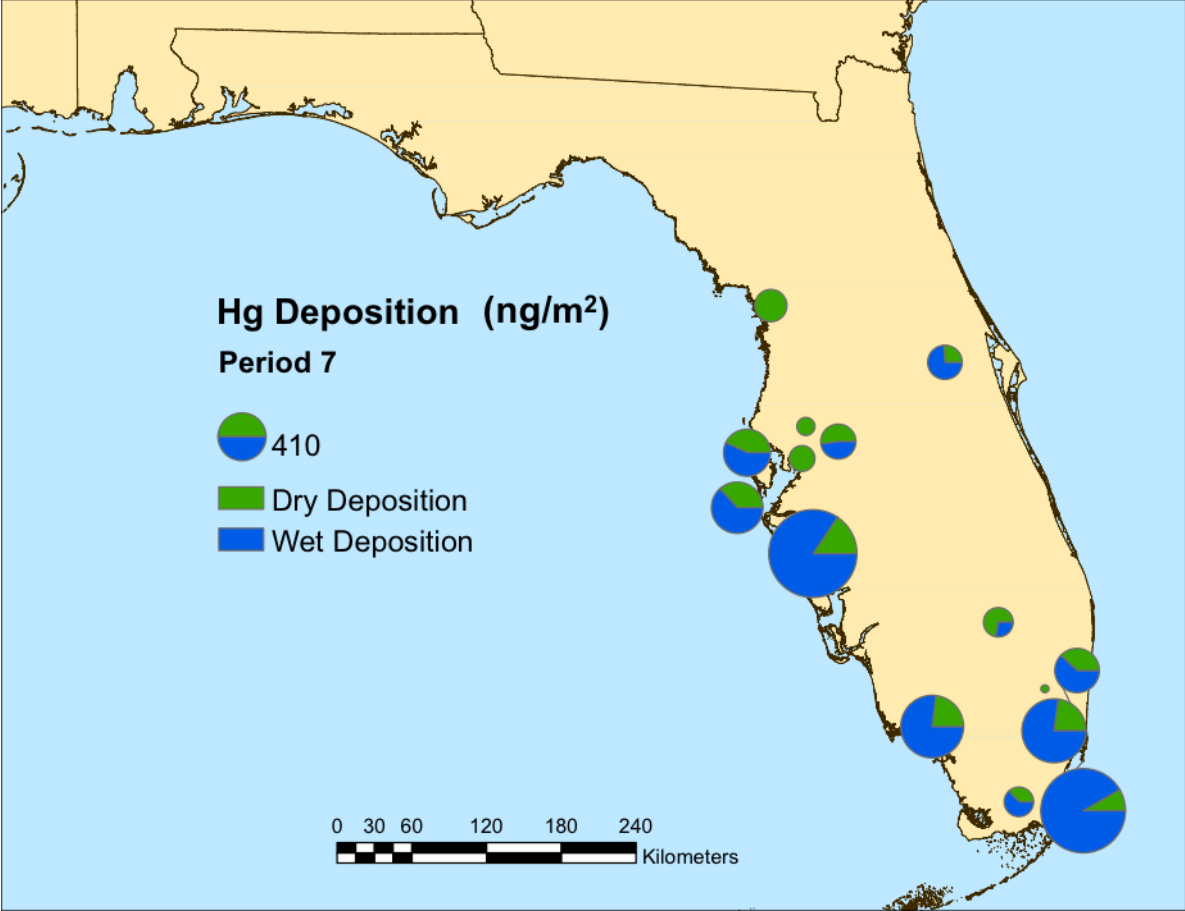 Hg Deposition (ng/m²)
Period 7
410
Dry Deposition
Wet Deposition
0 30 60 120 180 240
Kilometers